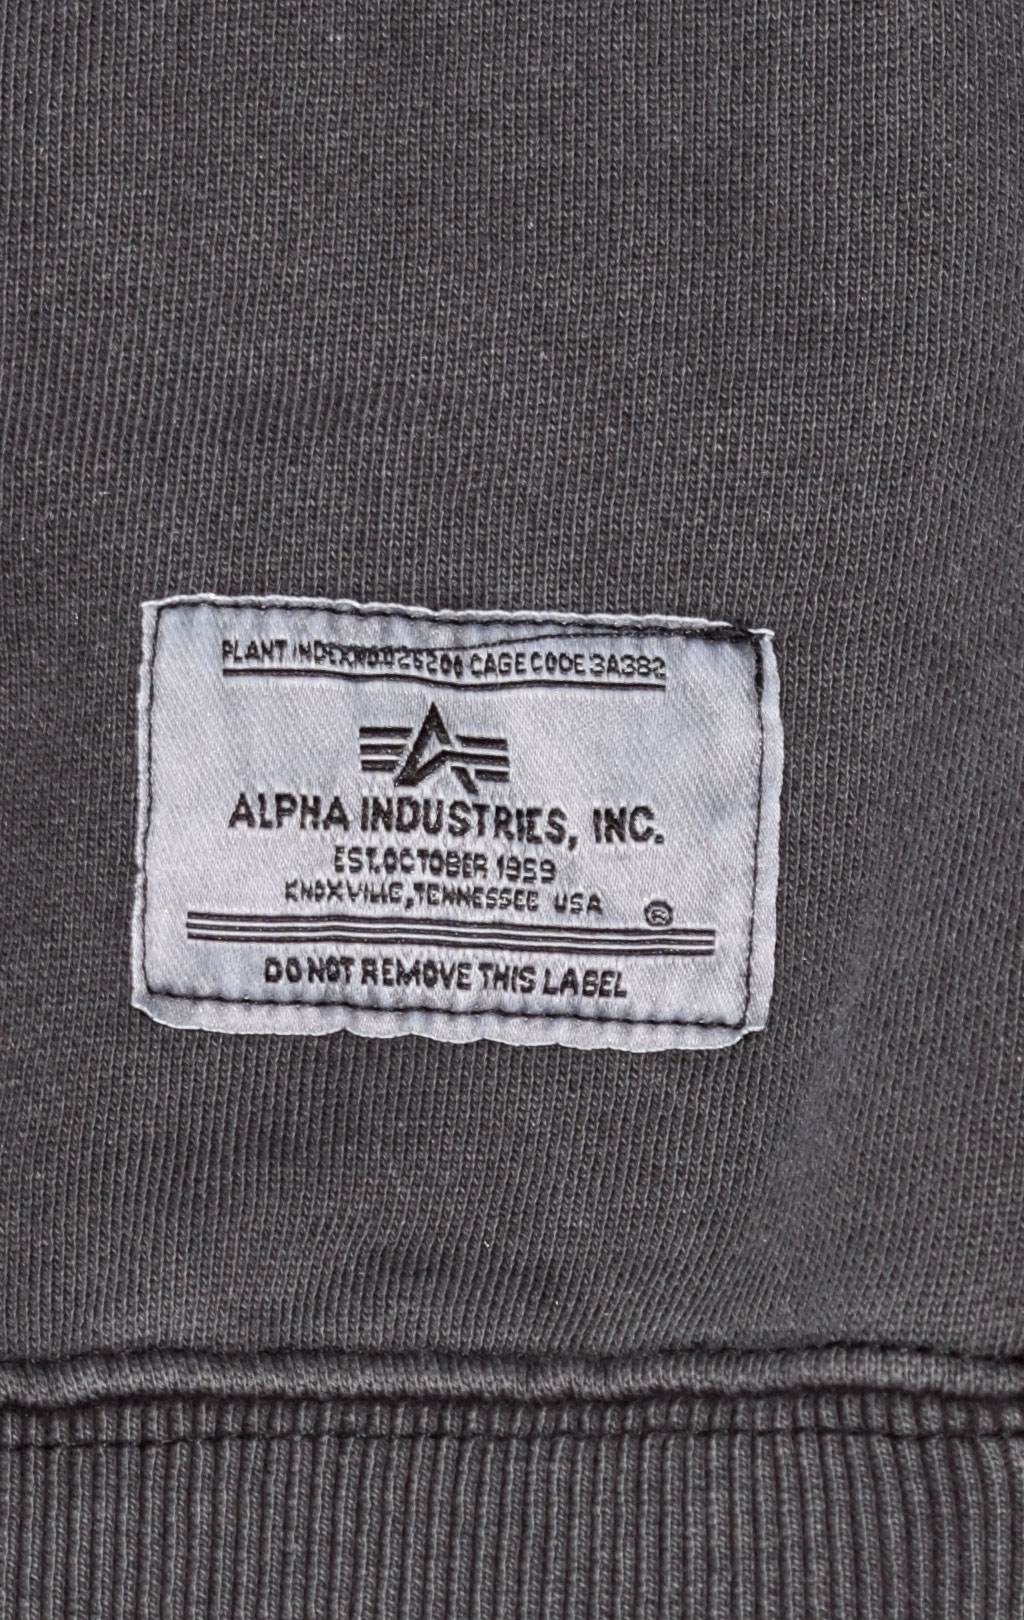 PLANT INDEX NO.025206 CAGE CODE 3A382
ALPHA INDUSTRIES, INC.
EST.OCTOBER 1959
KNOXVILLE, TENNESSEE USA
®
DO NOT REMOVE THIS LABEL